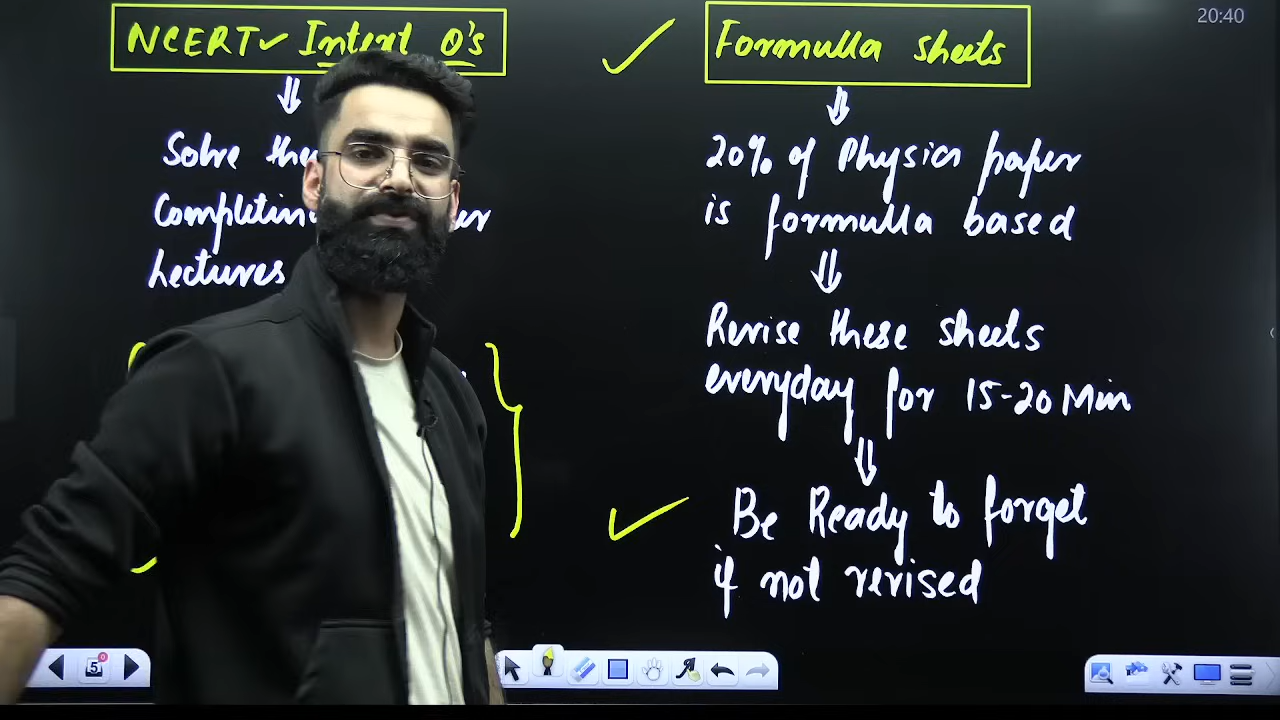 20:40
NCERT Intext Q's
Solve
Completin
Lectures
Formulla sheets
20% of Physics paper
is formulla based
Revise these sheets
everyday for 15-20 Min
Be Ready to forget
if not revised
5
0